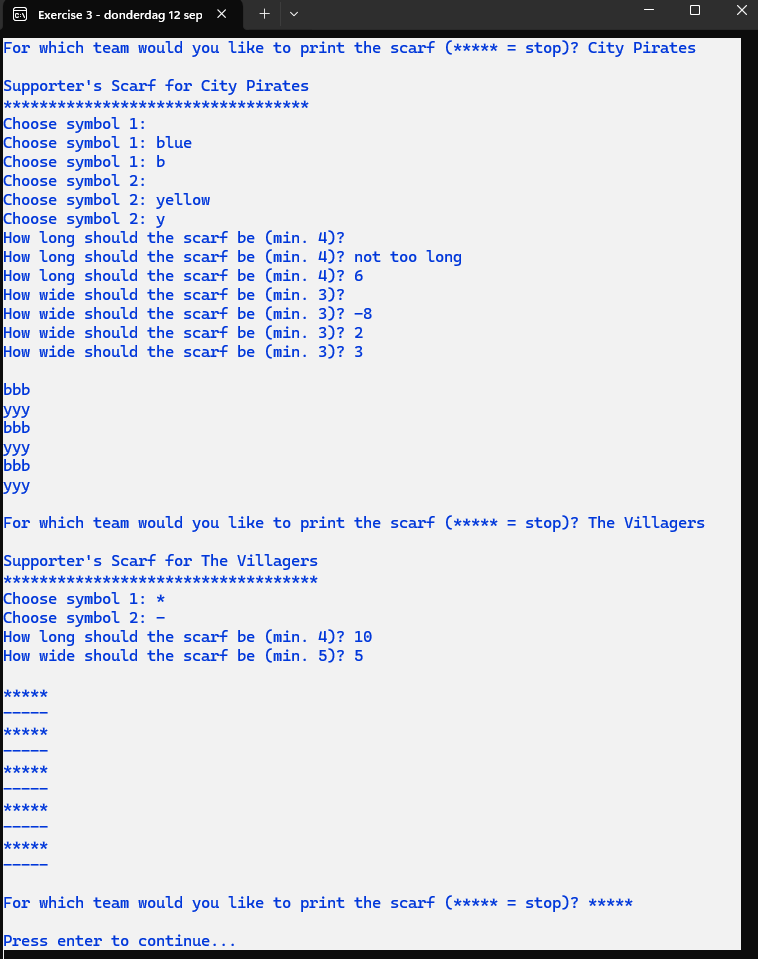 Exercise 3 - donderdag 12 sep
For which team would you like to print the scarf (***** = stop)? City Pirates
Supporter's Scarf for City Pirates
**********************************
Choose symbol 1:
Choose symbol 1: blue
Choose symbol 1: b
Choose symbol 2:
Choose symbol 2: yellow
Choose symbol 2: y
How long should the scarf be (min. 4)?
How long should the scarf be (min. 4)? not too long
How long should the scarf be (min. 4)? 6
How wide should the scarf be (min. 3)?
How wide should the scarf be (min. 3)? -8
How wide should the scarf be (min. 3)? 2
How wide should the scarf be (min. 3)? 3
bbb
yyy
bbb
yyy
bbb
yyy
For which team would you like to print the scarf (***** = stop)? The Villagers
Supporter's Scarf for The Villagers
***********************************
Choose symbol 1: *
Choose symbol 2: -
How long should the scarf be (min. 4)? 10
How wide should the scarf be (min. 5)? 5
*****
-----
*****
-----
*****
-----
*****
-----
*****
-----
For which team would you like to print the scarf (***** = stop)? *****
Press enter to continue...